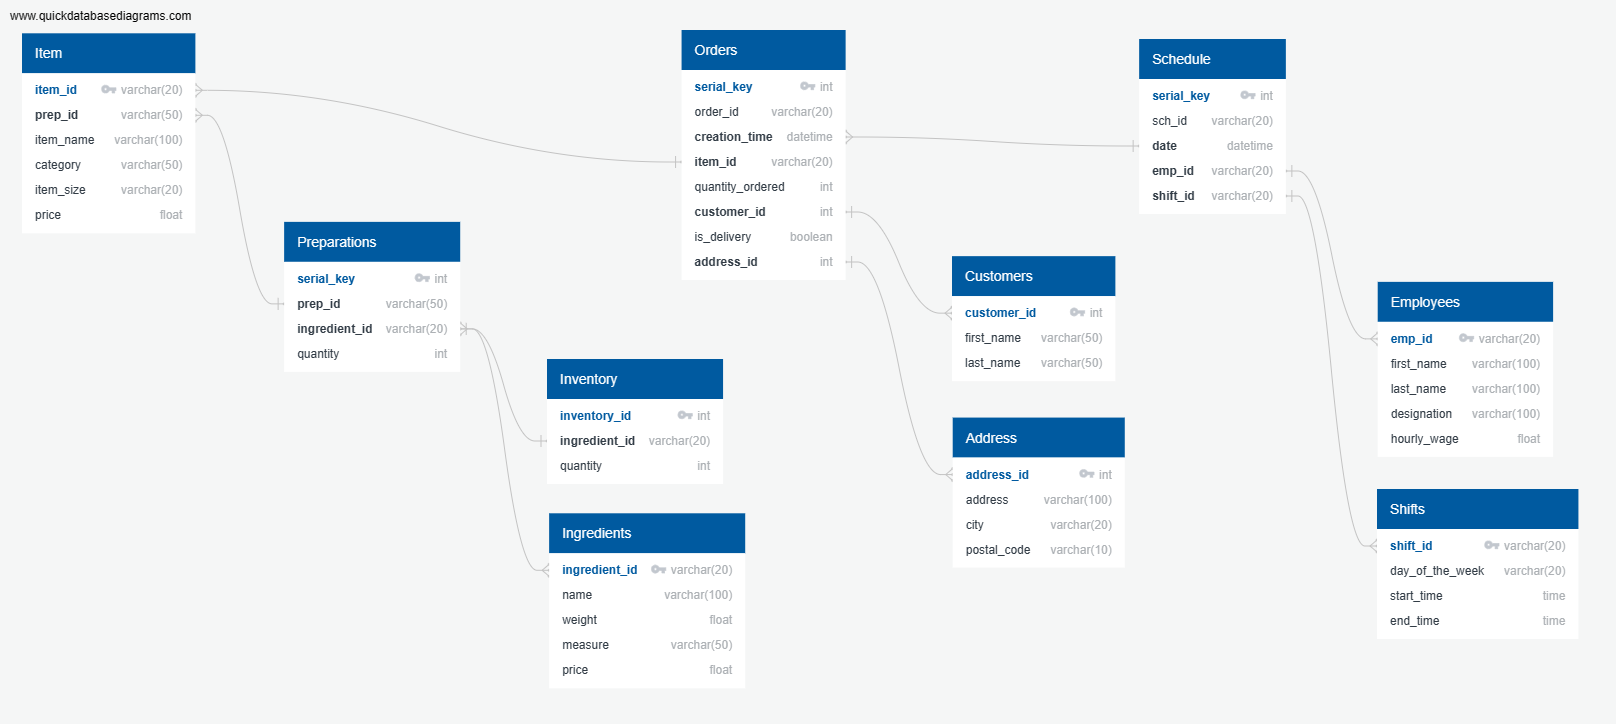 www.quickdatabasediagrams.com
Item
item_id varchar(20)
prep_id varchar(50)
item_name varchar(100)
category varchar(50)
item_size varchar(20)
price float
Preparations
serial_key int
prep_id varchar(50)
ingredient_id varchar(20)
quantity int
Inventory
inventory_id int
ingredient_id varchar(20)
quantity int
Ingredients
ingredient_id varchar(20)
name varchar(100)
weight float
measure varchar(50)
price float
Orders
serial_key int
order_id varchar(20)
creation_time datetime
item_id varchar(20)
quantity_ordered int
customer_id int
is_delivery boolean
address_id int
Customers
customer_id int
first_name varchar(50)
last_name varchar(50)
Address
address_id int
address varchar(100)
city varchar(20)
postal_code varchar(10)
Schedule
serial_key int
sch_id varchar(20)
date datetime
emp_id varchar(20)
shift_id varchar(20)
Employees
emp_id varchar(20)
first_name varchar(100)
last_name varchar(100)
designation varchar(100)
hourly_wage float
Shifts
shift_id varchar(20)
day_of_the_week varchar(20)
start_time time
end_time time